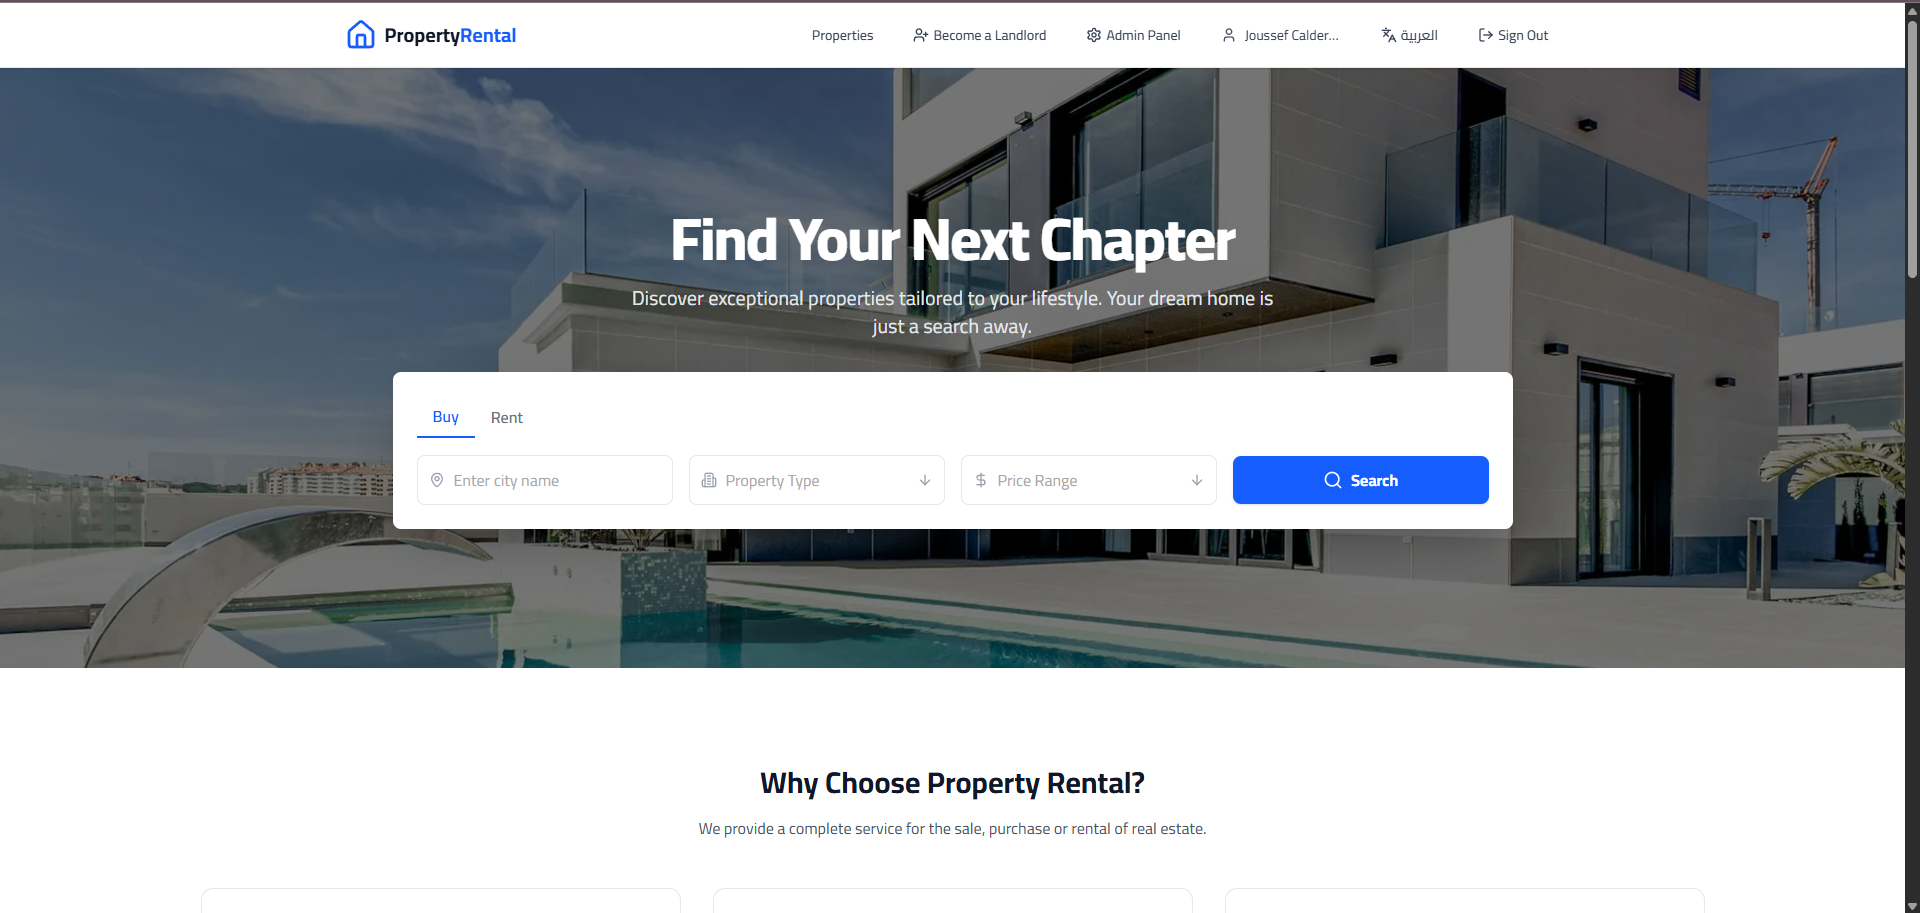 PropertyRental
Properties
Become a Landlord
Admin Panel
Joussef Calder...
العربية
Sign Out
Find Your Next Chapter
Discover exceptional properties tailored to your lifestyle. Your dream home is
just a search away.
Buy
Rent
Enter city name
Property Type
Price Range
Search
Why Choose Property Rental?
We provide a complete service for the sale, purchase or rental of real estate.